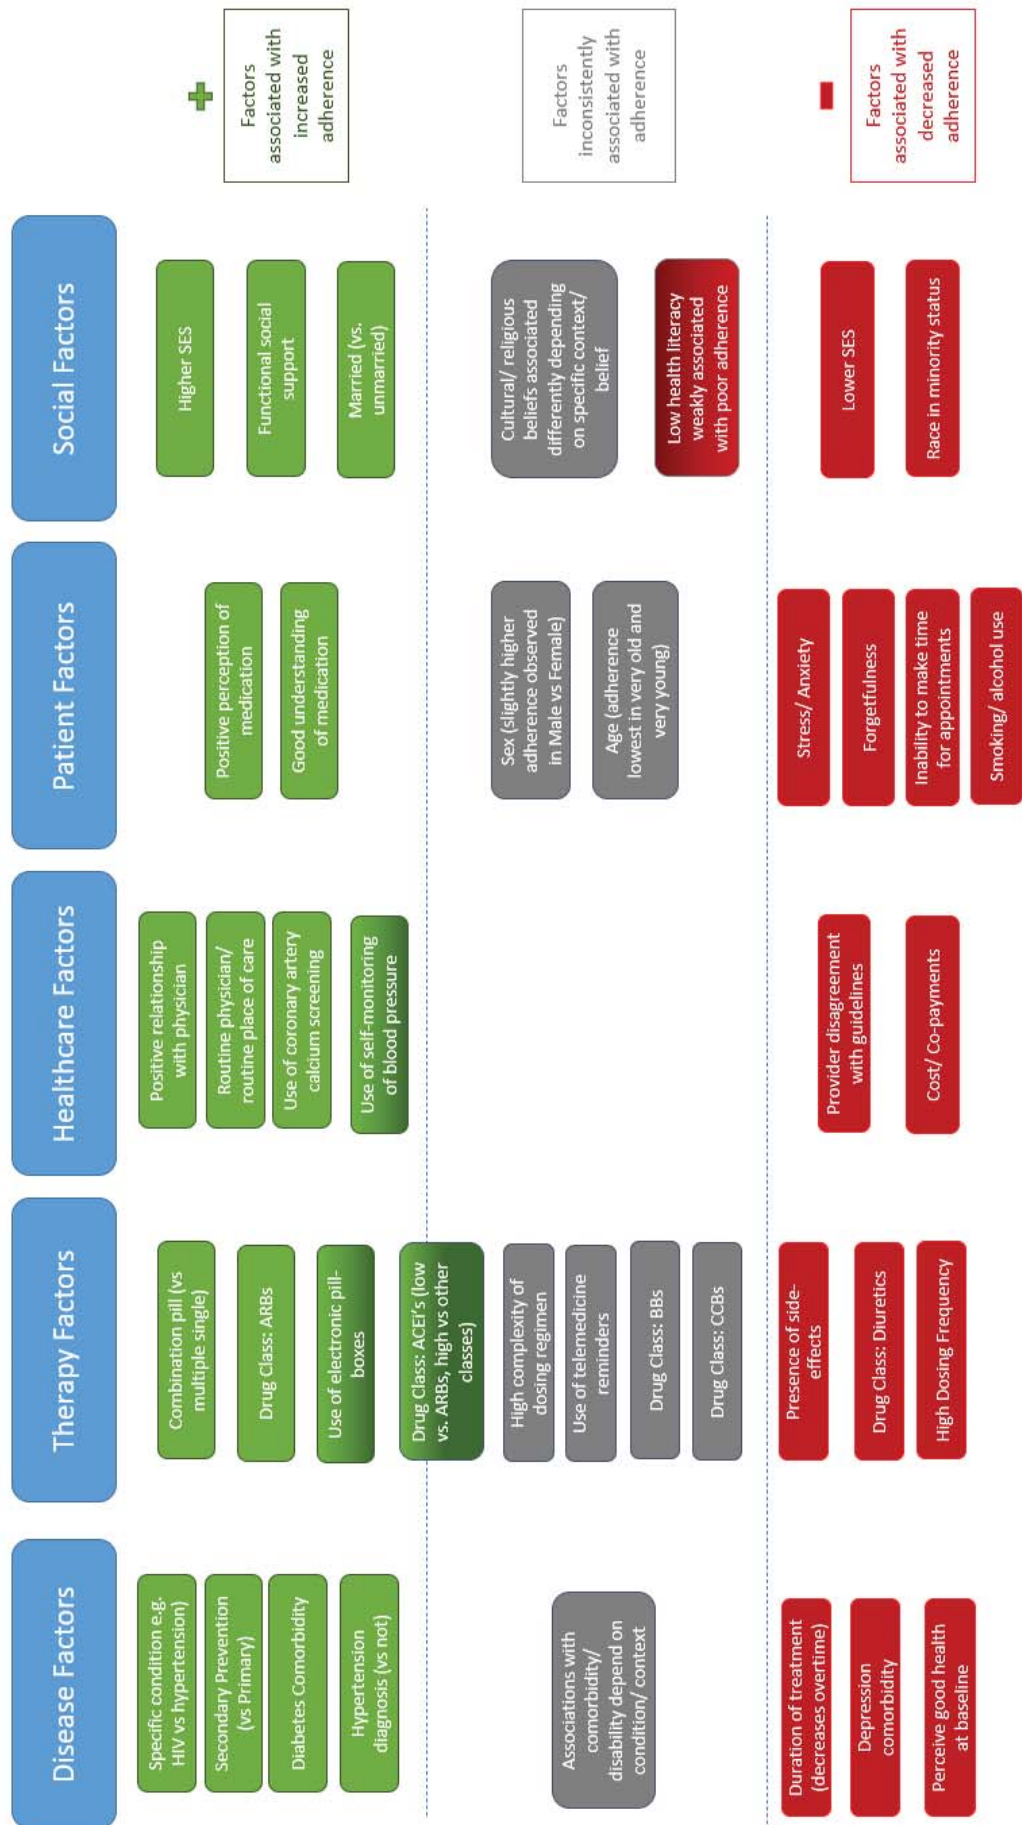 Disease Factors
Therapy Factors
Healthcare Factors
Patient Factors
Social Factors
Specific condition e.g.
HIV vs hypertension)
Secondary Prevention
(vs Primary)
Diabetes Comorbidity
Hypertension
diagnosis (vs not)
Combination pill (vs
multiple single)
Drug Class: ARBs
Use of electronic pill-
boxes
Drug Class: ACEi's (low
vs. ARBs, high vs other
classes)
Positive relationship
with physician
Routine physician/
routine place of care
Use of coronary artery
calcium screening
Use of self-monitoring
of blood pressure
Positive perception of
medication
Good understanding
of medication
Higher SES
Functional social
support
Married (vs.
unmarried)
Factors
associated with
increased
adherence
Associations with
comorbidity/
disability depend on
condition/ context
High complexity of
dosing regimen
Use of telemedicine
reminders
Drug Class: BBs
Drug Class: CCBs
Sex (slightly higher
adherence observed
in Male vs Female)
Age (adherence
lowest in very old and
very young)
Cultural/ religious
beliefs associated
differently depending
on specific context/
belief
Low health literacy
weakly associated
with poor adherence
Factors
inconsistently
associated with
adherence
Duration of treatment
(decreases overtime)
Depression
comorbidity
Perceive good health
at baseline
Presence of side-
effects
Drug Class: Diuretics
High Dosing Frequency
Provider disagreement
with guidelines
Cost/ Co-payments
Stress/ Anxiety
Forgetfulness
Inability to make time
for appointments
Smoking/ alcohol use
Lower SES
Race in minority status
Factors
associated with
decreased
adherence